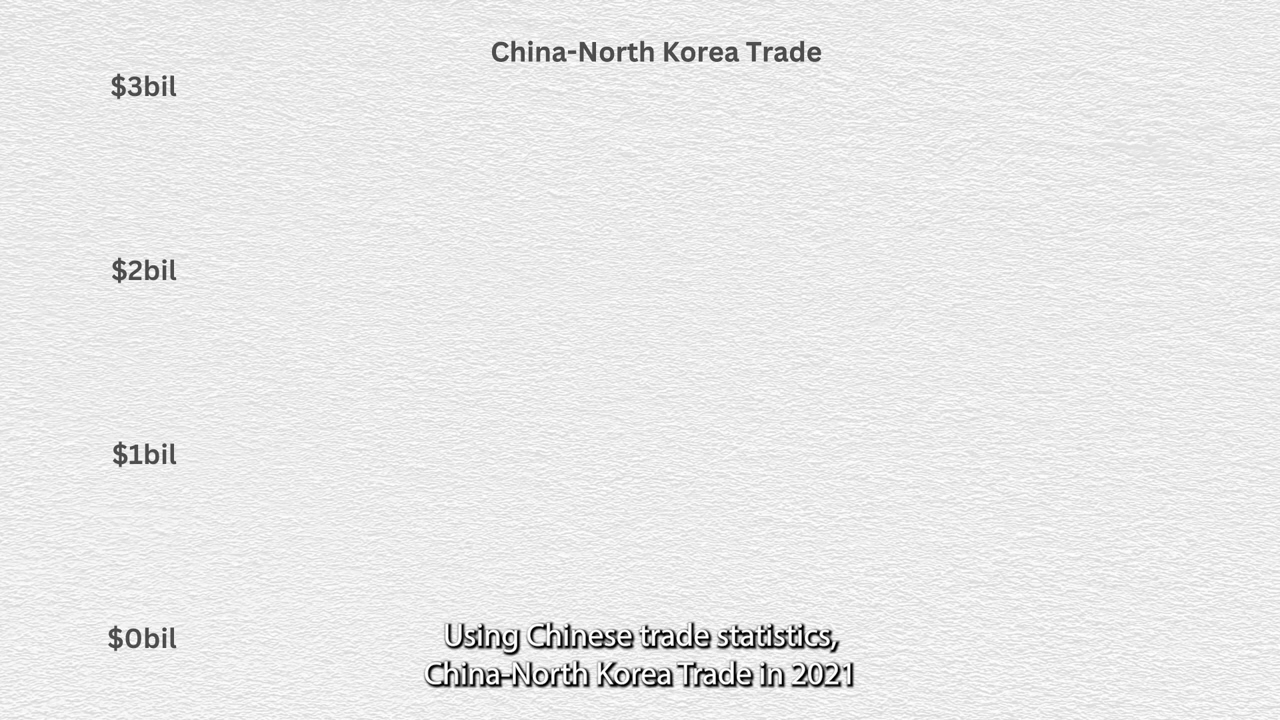 China-North Korea Trade
$3bil
$2bil
$1bil
$0bil
Using Chinese trade statistics,
China-North Korea Trade in 2021